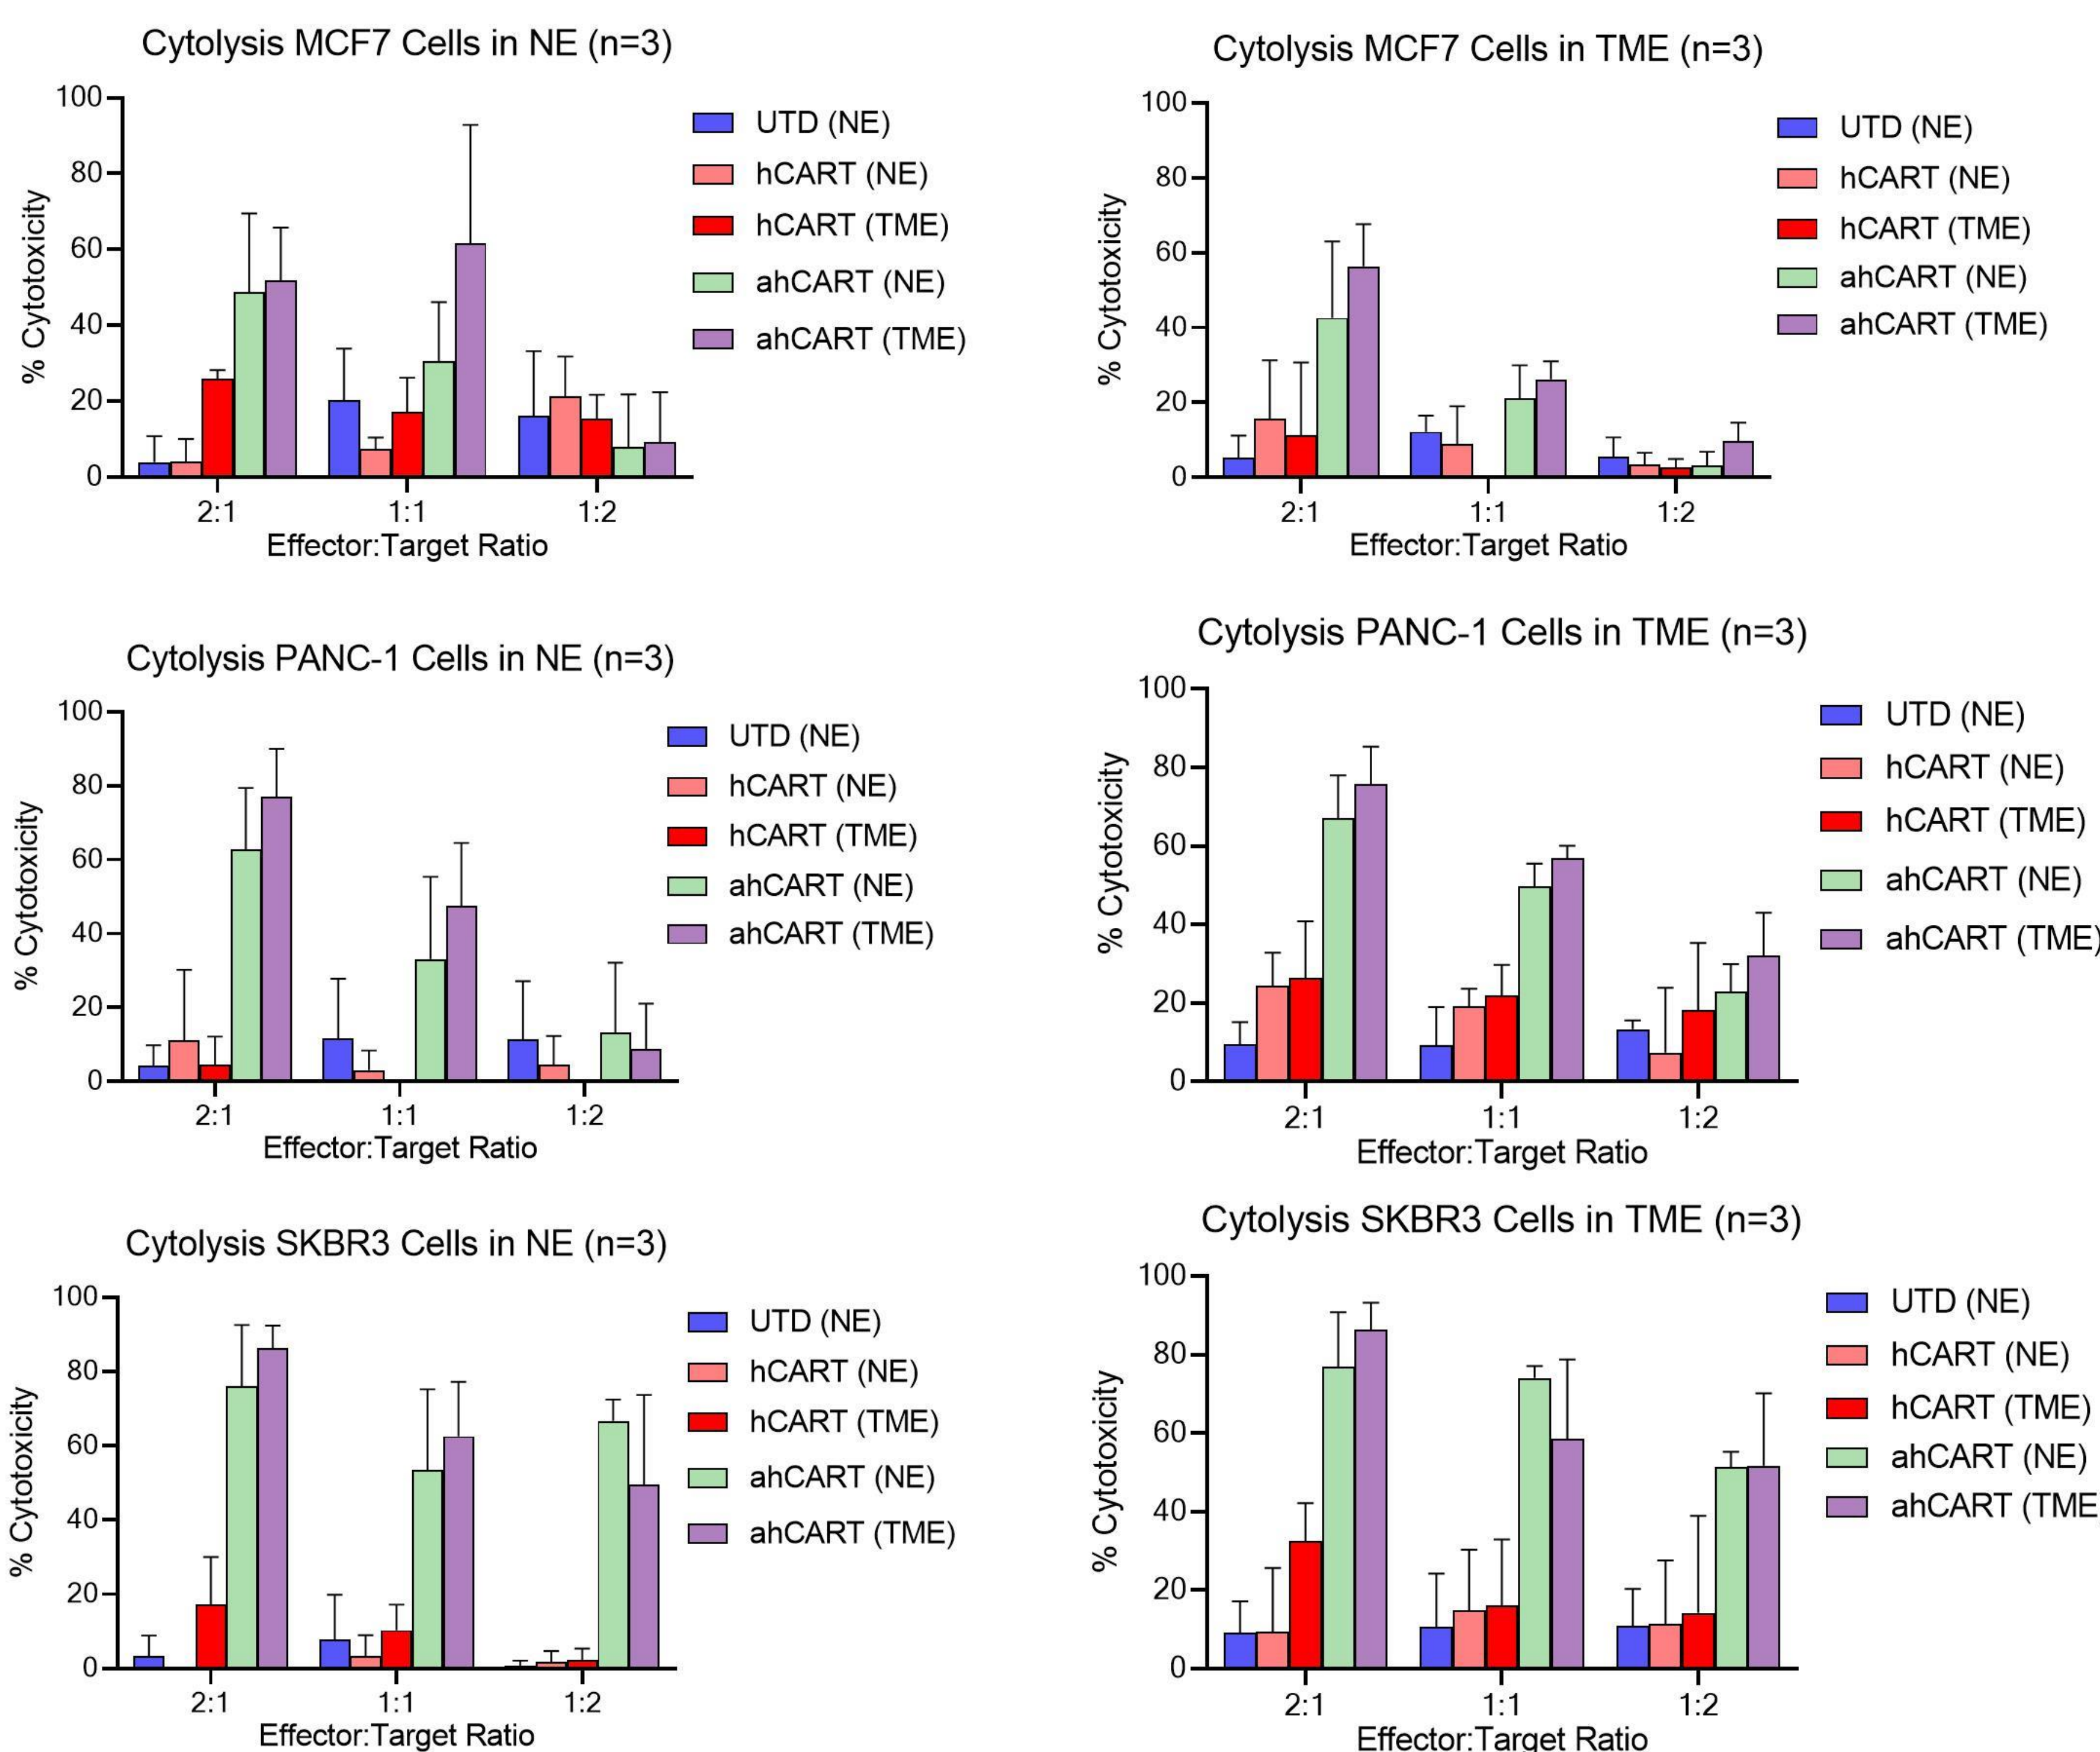 Cytolysis MCF7 Cells in NE (n=3)
% Cytotoxicity
100
80
60
40
20
0
2:1 1:1 1:2
Effector:Target Ratio
UTD (NE)
hCART (NE)
hCART (TME)
ahCART (NE)
ahCART (TME)
Cytolysis MCF7 Cells in TME (n=3)
% Cytotoxicity
100
80
60
40
20
0
2:1 1:1 1:2
Effector:Target Ratio
UTD (NE)
hCART (NE)
hCART (TME)
ahCART (NE)
ahCART (TME)
Cytolysis PANC-1 Cells in NE (n=3)
% Cytotoxicity
100
80
60
40
20
0
2:1 1:1 1:2
Effector:Target Ratio
UTD (NE)
hCART (NE)
hCART (TME)
ahCART (NE)
ahCART (TME)
Cytolysis PANC-1 Cells in TME (n=3)
% Cytotoxicity
100
80
60
40
20
0
2:1 1:1 1:2
Effector:Target Ratio
UTD (NE)
hCART (NE)
hCART (TME)
ahCART (NE)
ahCART (TME)
Cytolysis SKBR3 Cells in NE (n=3)
% Cytotoxicity
100
80
60
40
20
0
2:1 1:1 1:2
Effector:Target Ratio
UTD (NE)
hCART (NE)
hCART (TME)
ahCART (NE)
ahCART (TME)
Cytolysis SKBR3 Cells in TME (n=3)
% Cytotoxicity
100
80
60
40
20
0
2:1 1:1 1:2
Effector:Target Ratio
UTD (NE)
hCART (NE)
hCART (TME)
ahCART (NE)
ahCART (TME